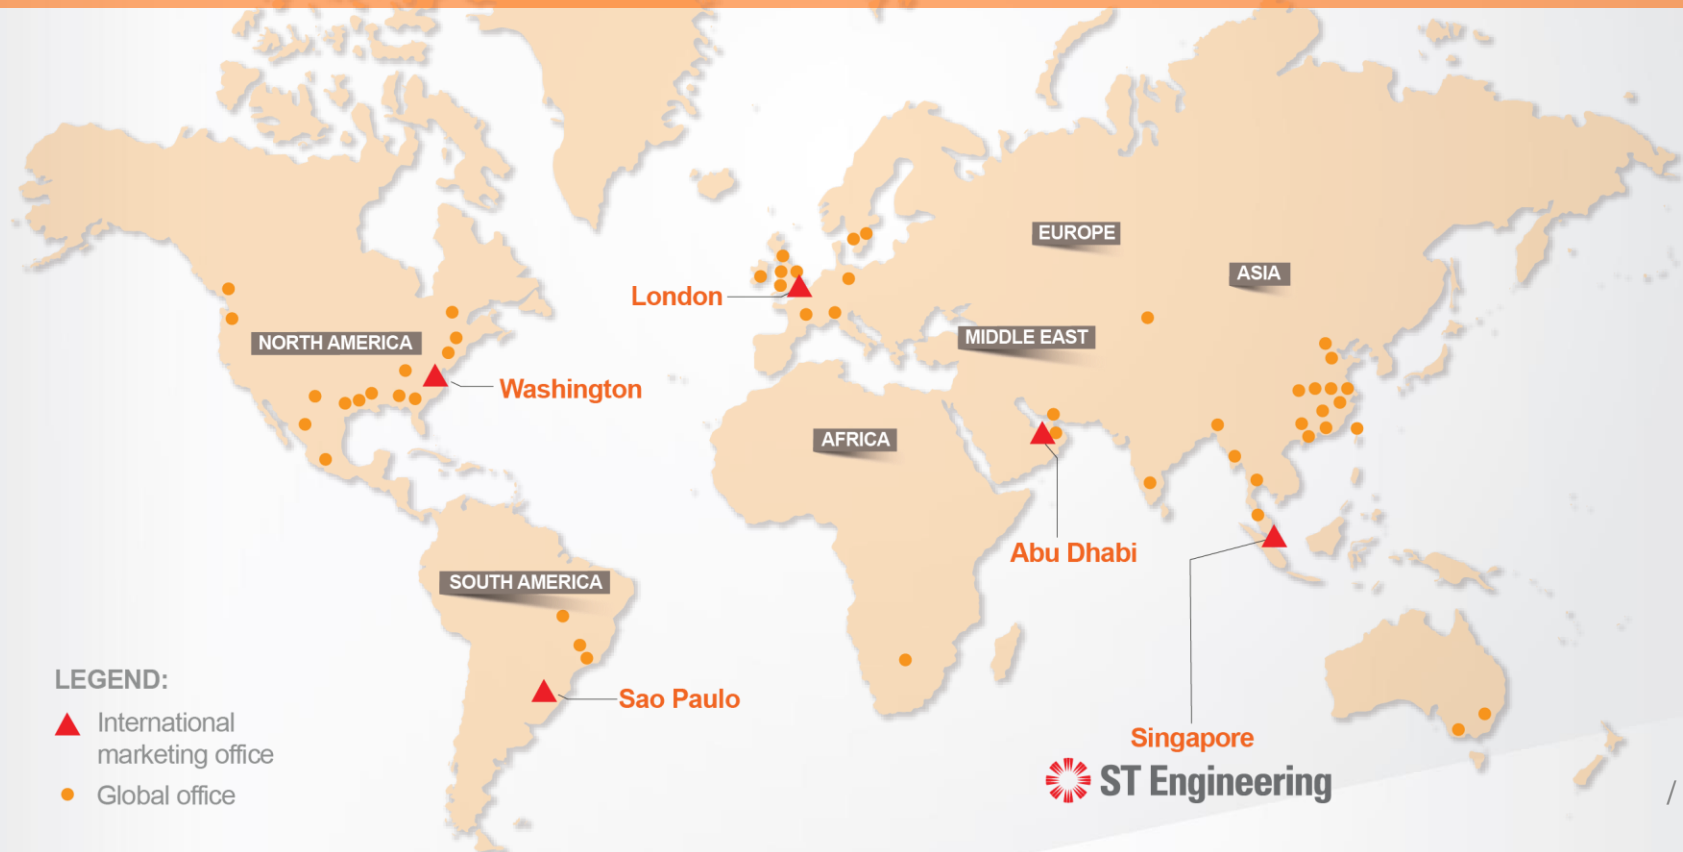 EUROPE
ASIA
London
NORTH AMERICA
MIDDLE EAST
Washington
AFRICA
Abu Dhabi
SOUTH AMERICA
LEGEND:
Sao Paulo
International
marketing office
Global office
Singapore
ST Engineering
/